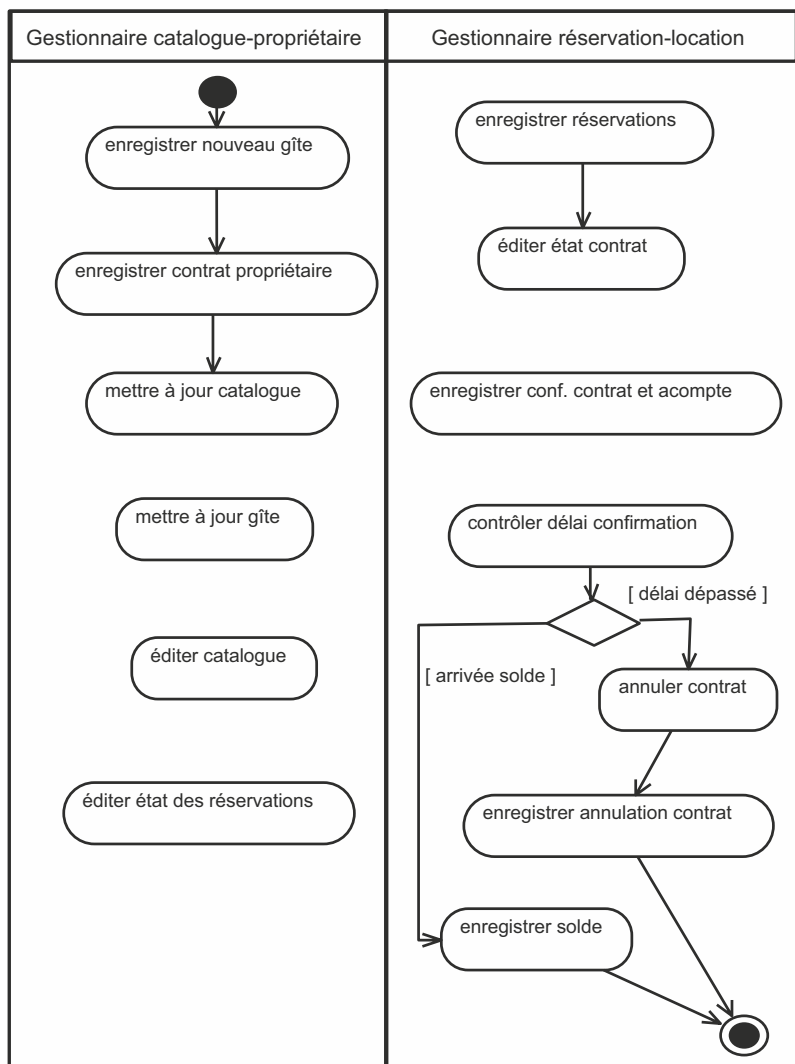 Gestionnaire catalogue-propriétaire
Gestionnaire réservation-location
enregistrer nouveau gîte
enregistrer contrat propriétaire
mettre à jour catalogue
mettre à jour gîte
éditer catalogue
éditer état des réservations
enregistrer réservations
éditer état contrat
enregistrer conf. contrat et acompte
contrôler délai confirmation
[ délai dépassé ]
[ arrivée solde ]
annuler contrat
enregistrer annulation contrat
enregistrer solde